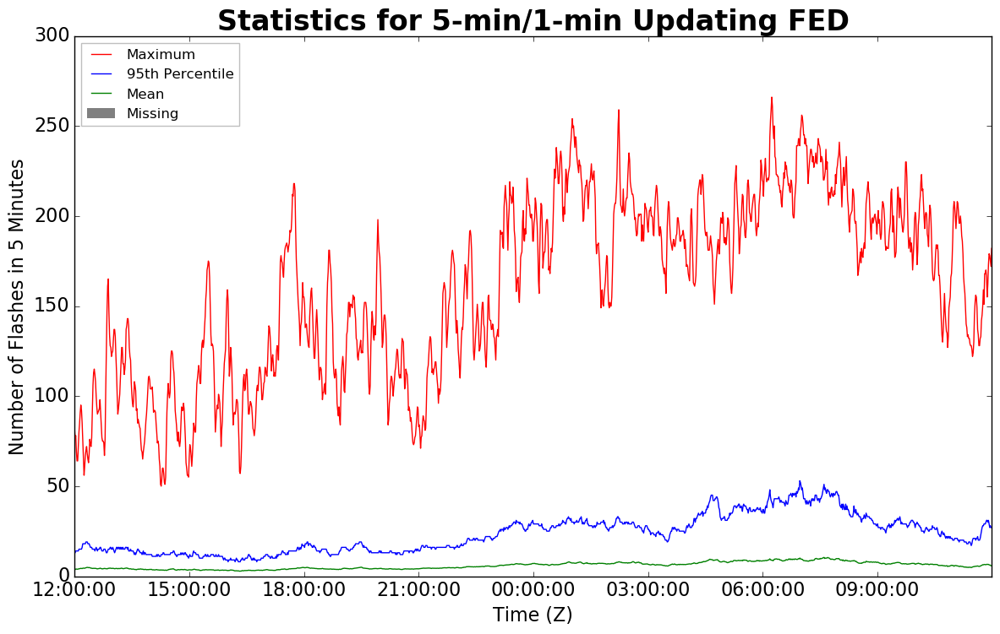 Statistics for 5-min/1-min Updating FED
300
250
200
150
100
50
0
Number of Flashes in 5 Minutes
Maximum
95th Percentile
Mean
Missing
12:00:00 15:00:00 18:00:00 21:00:00 00:00:00 03:00:00 06:00:00 09:00:00
Time (Z)